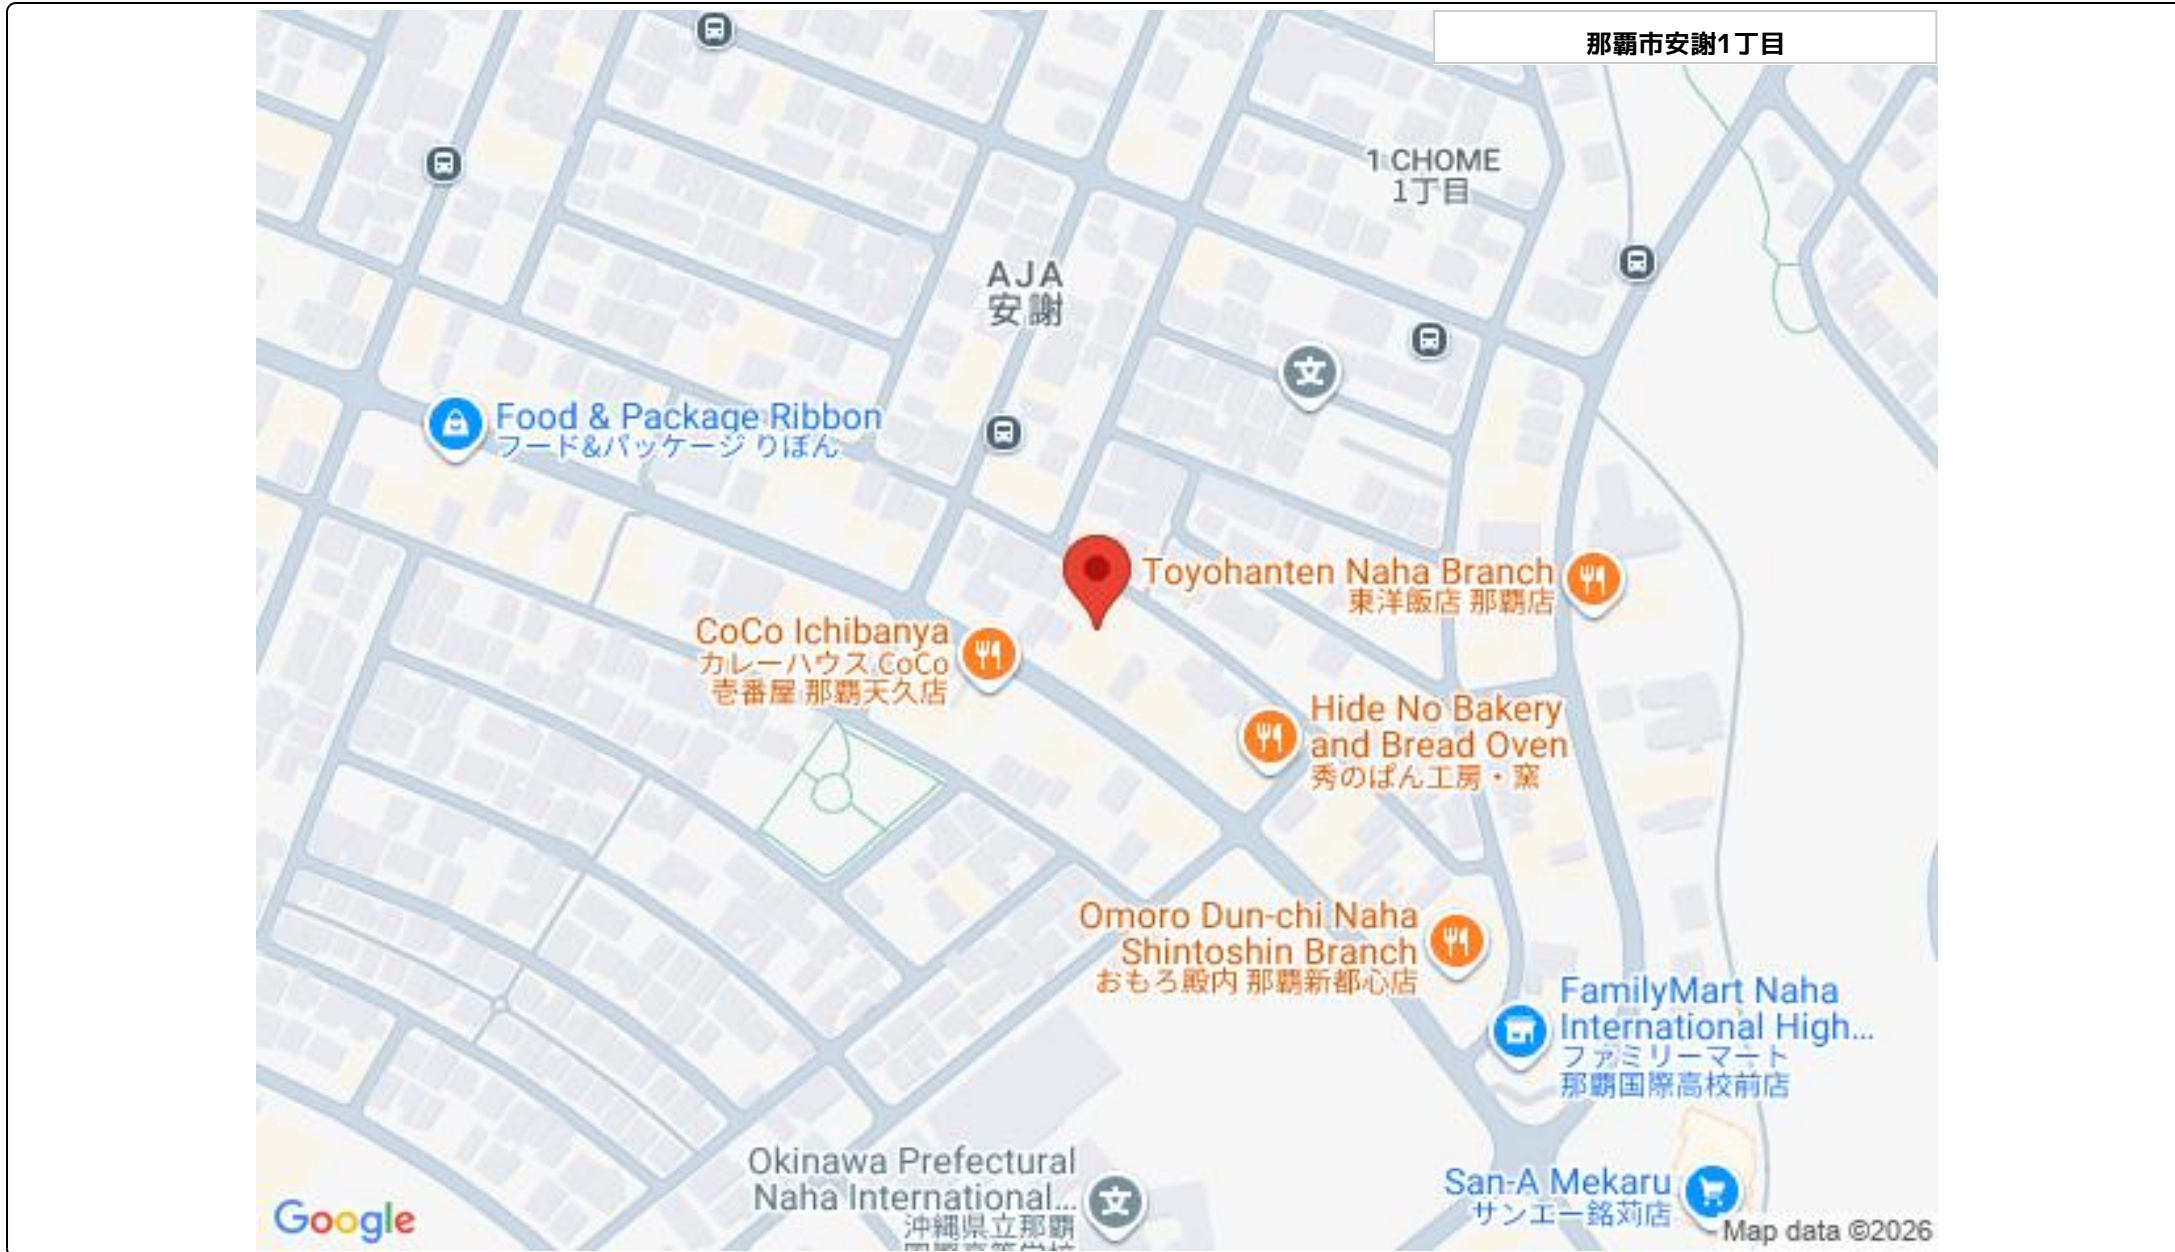 那覇市安謝1丁目
1 CHOME
1丁目
AJA
安謝
Food & Package Ribbon
フード&パッケージ りぼん
Toyohanten Naha Branch
東洋飯店 那覇店
CoCo Ichibanya
カレーハウス CoCo
壱番屋 那覇天久店
Hide No Bakery
and Bread Oven
秀のぱん工房・窯
Omoro Dun-chi Naha
Shintoshin Branch
おもろ殿内 那覇新都心店
FamilyMart Naha
International High...
ファミリーマート
那覇国際高校前店
Okinawa Prefectural
Naha International...
沖縄県立那覇
San-A Mekaru
サンエー銘苅店
Google
Map data ©2026